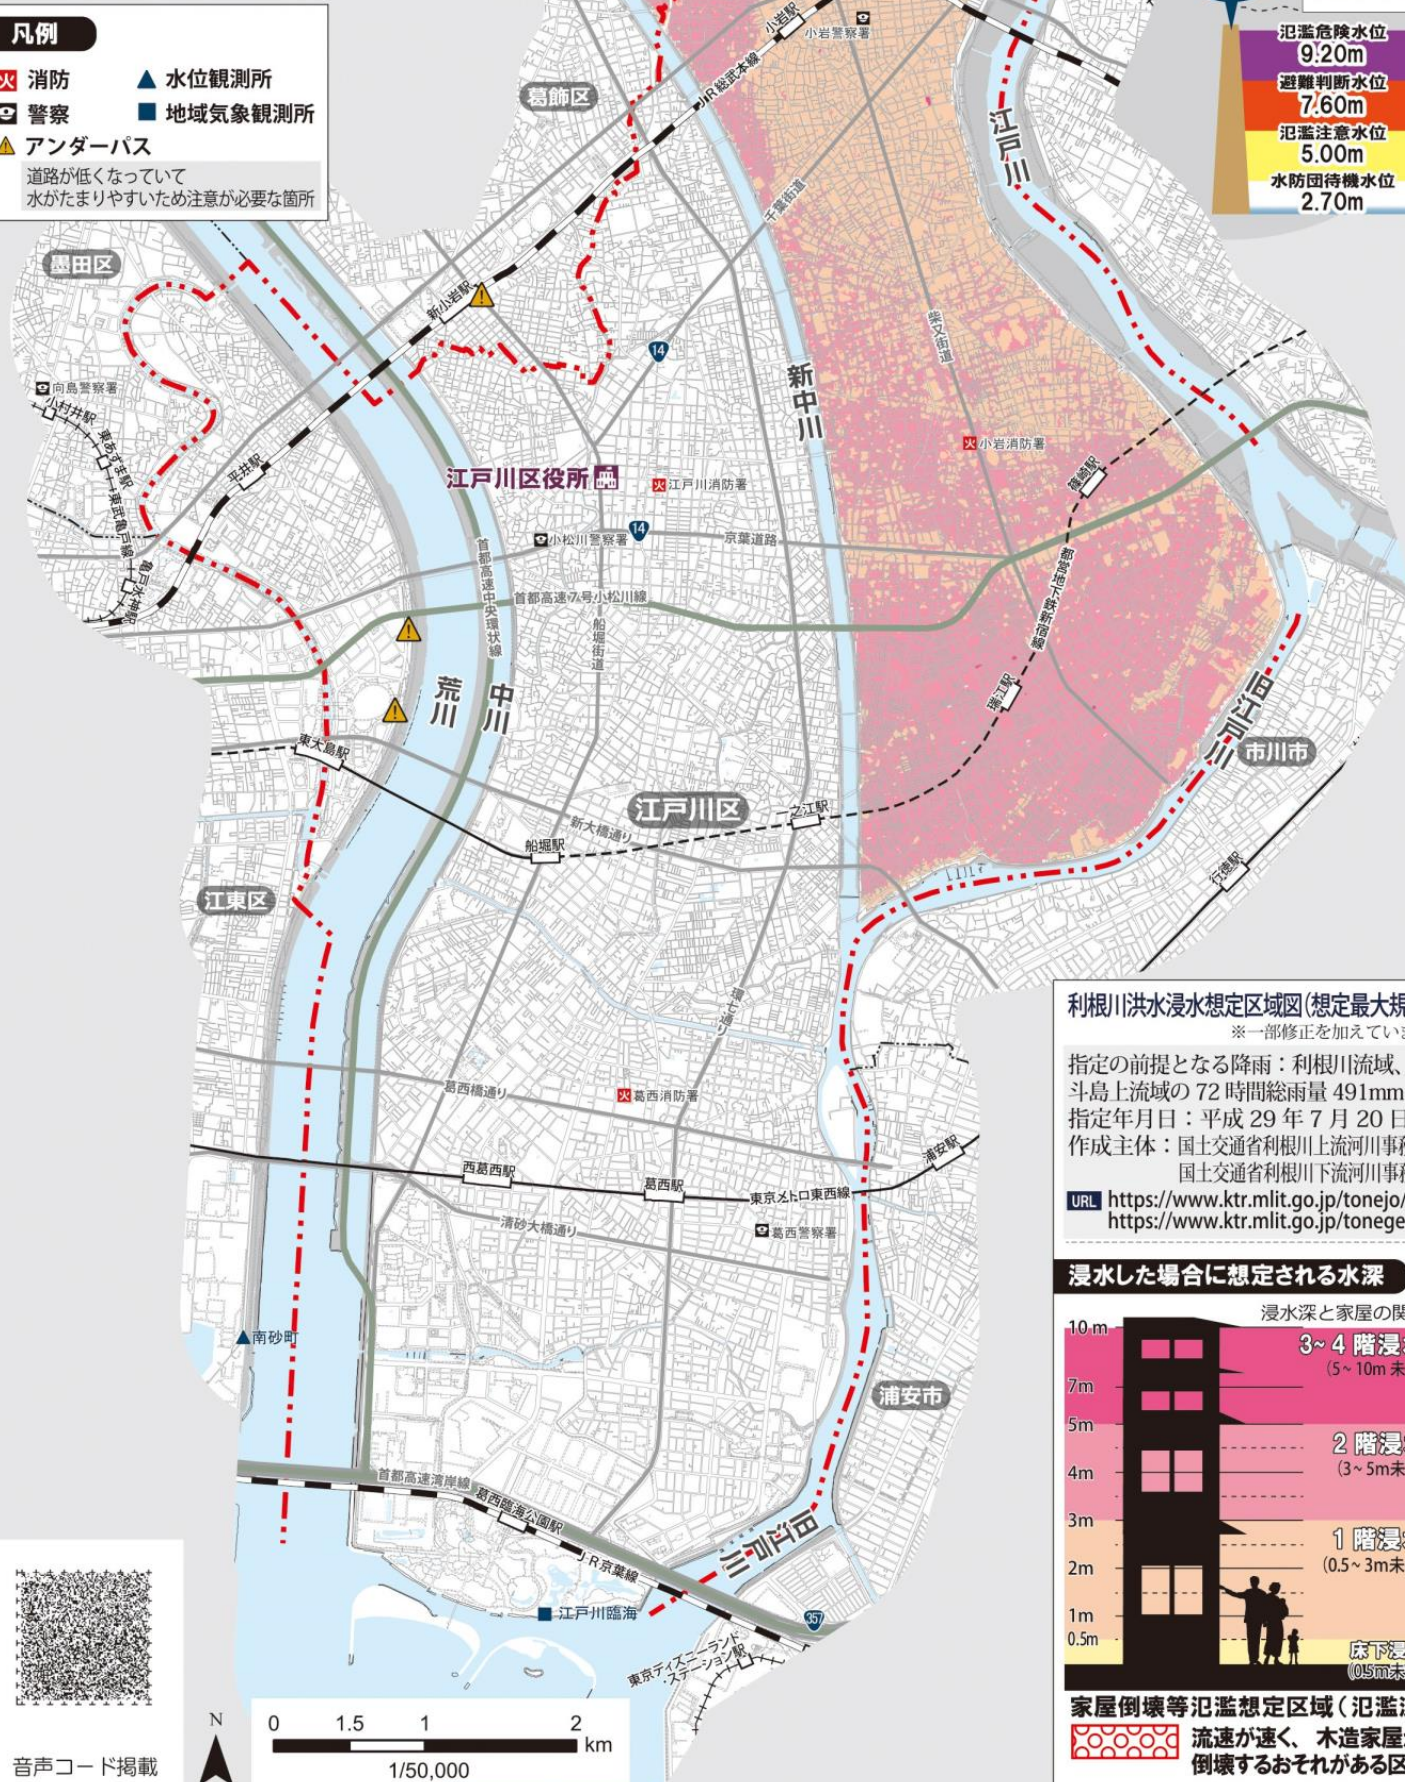 凡例
火 消防
▲ 水位観測所
警察
■ 地域気象観測所
アンダーパス
道路が低くなっていて
水がたまりやすいため注意が必要な箇所
氾濫危険水位
9.20m
避難判断水位
7.60m
氾濫注意水位
5.00m
水防団待機水位
2.70m
小岩駅
小岩警察署
JR総武本線
葛飾区
江戸川
千葉街道
墨田区
新小岩駅
14
柴又街道
新中川
向島警察署
小村井駅
東あずま駅
東武亀戸線
亀戸水神駅
平井駅
小岩消防署
篠崎駅
江戸川区役所
火 江戸川消防署
小松川警察署
14
京葉道路
首都高速中央環状線
首都高速7号小松川線
船堀街道
都営地下鉄新宿線
荒川
中川
瑞江駅
旧江戸川
市川市
東大島駅
江戸川区
一之江駅
新大橋通り
船堀駅
行徳駅
江東区
環七通り
葛西橋通り
火 葛西消防署
西葛西駅
葛西駅
東京メトロ東西線
浦安駅
清砂大橋通り
葛西警察署
▲南砂町
浦安市
首都高速湾岸線
葛西臨海公園駅
JR京葉線
旧江戸川
■ 江戸川臨海
357
東京ディズニーランド
・ステーション駅
利根川洪水浸水想定区域図(想定最大規
※一部修正を加えていま
指定の前提となる降雨：利根川流域、
斗島上流域の 72 時間総雨量 491mm
指定年月日：平成 29 年 7 月 20 日
作成主体：国土交通省利根川上流河川事務
国土交通省利根川下流河川事務
URL https://www.ktr.mlit.go.jp/tonejo/
https://www.ktr.mlit.go.jp/tonege
浸水した場合に想定される水深
浸水深と家屋の関
10 m
3~4 階浸
(5~10m 未
7m
5m
2 階浸
(3~5m未
4m
3m
1 階浸
(0.5~3m未
2m
1m
0.5m
床下浸
(0.5m未
家屋倒壊等氾濫想定区域(氾濫
流速が速く、木造家屋
倒壊するおそれがある区
音声コード掲載
N
0 1.5 1 2
km
1/50,000